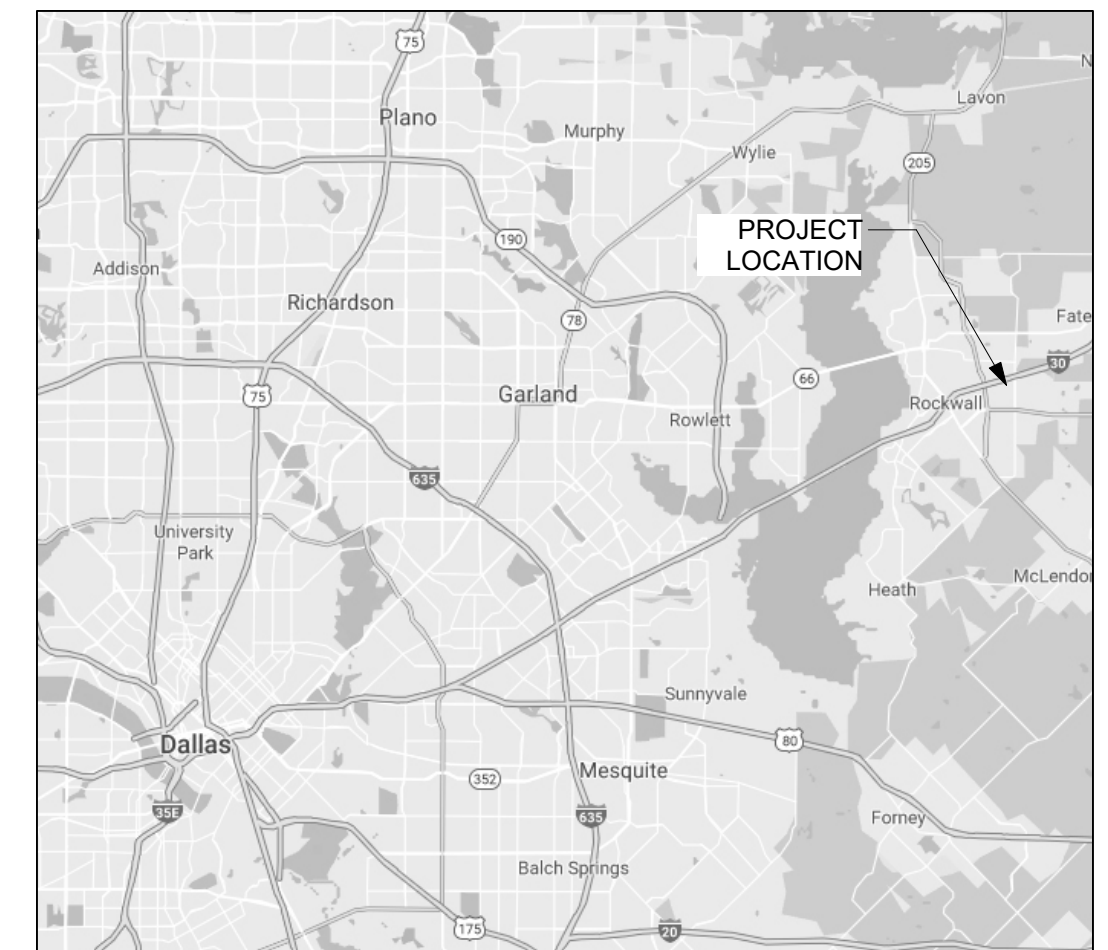 75
Plano
Lavon
N
Murphy
Wylie
205
PROJECT
LOCATION
190
Addison
Richardson
78
Fate
30
66
75
Garland
Rockwall
Rowlett
635
University
Park
Heath
McLendon
Sunnyvale
80
Dallas
352
Mesquite
35E
635
Forney
Balch Springs
175
20